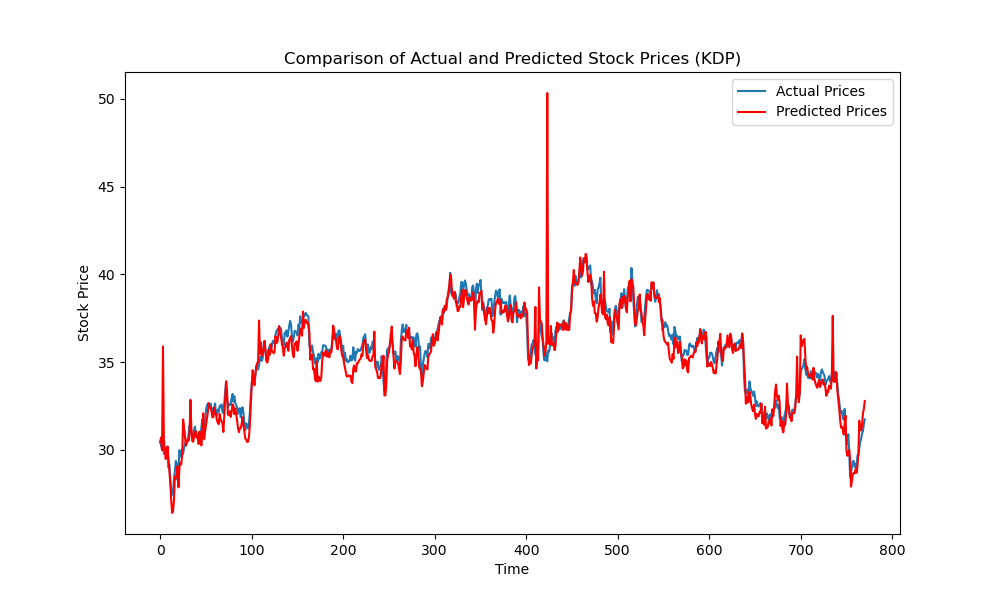 Comparison of Actual and Predicted Stock Prices (KDP)
Actual Prices
Predicted Prices
Stock Price
50
45
40
35
30
0 100 200 300 400 500 600 700 800
Time